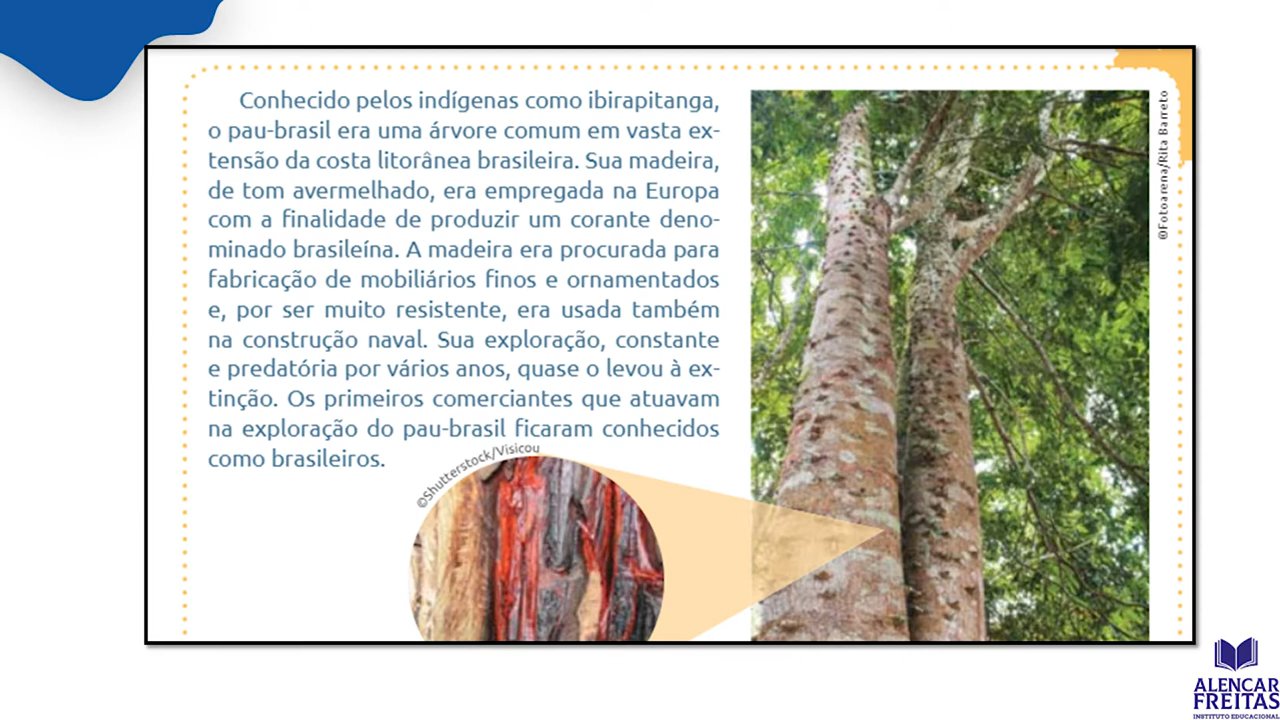 Conhecido pelos indígenas como ibirapitanga,
o pau-brasil era uma árvore comum em vasta ex-
tensão da costa litorânea brasileira. Sua madeira,
de tom avermelhado, era empregada na Europa
com a finalidade de produzir um corante deno-
minado brasileína. A madeira era procurada para
fabricação de mobiliários finos e ornamentados
e, por ser muito resistente, era usada também
na construção naval. Sua exploração, constante
e predatória por vários anos, quase o levou à ex-
tinção. Os primeiros comerciantes que atuavam
na exploração do pau-brasil ficaram conhecidos
como brasileiros.
©Shutterstock/Visicou
©Fotoarena/Rita Barreto
ALENCAR
FREITAS
INSTITUTO EDUCACIONAL